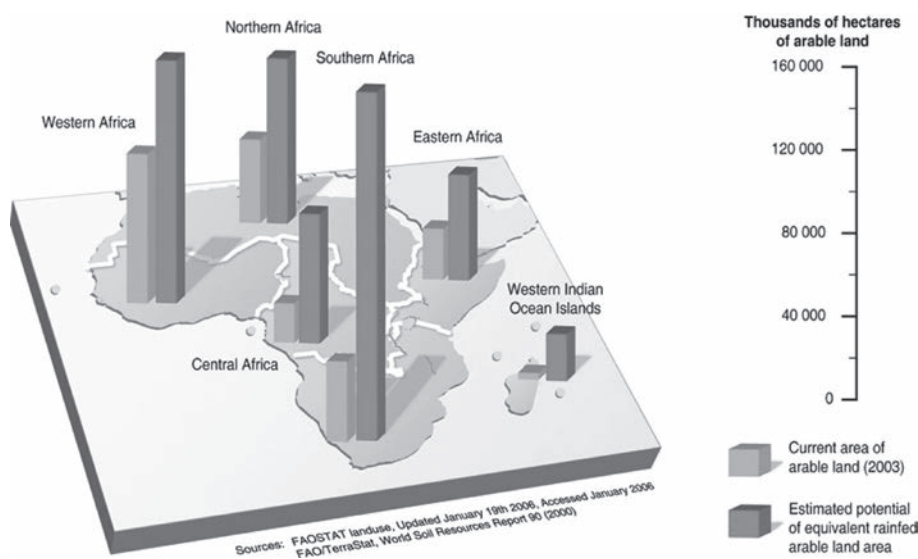 Northern Africa
Southern Africa
Western Africa
Eastern Africa
Western Indian
Ocean Islands
Central Africa
Thousands of hectares
of arable land
160 000
120 000
80 000
40 000
0
Current area of
arable land (2003)
Estimated potential
of equivalent rainfed
arable land area
Sources: FAOSTAT landuse, Updated January 19th 2006, Accessed January 2006
FAO/TerraStat, World Soil Resources Report 90 (2000)